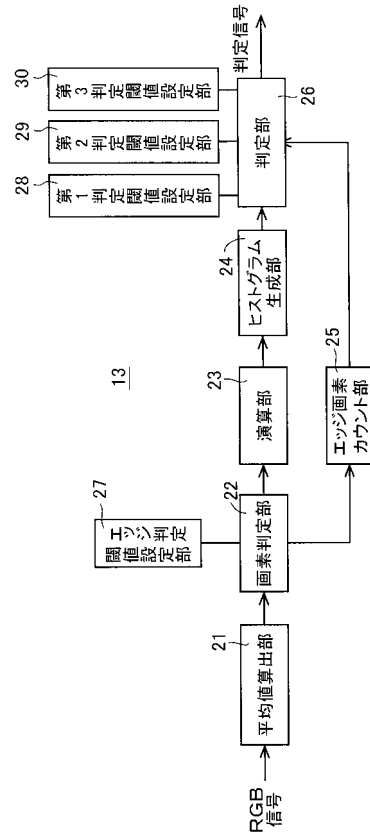 13
RGB
信号
平均値算出部
21
画素判定部
22
エッジ判定
閾値設定部
27
演算部
23
ヒストグラム
生成部
24
エッジ画素
カウント部
25
判定部
26
第1判定閾値設定部
28
第2判定閾値設定部
29
第3判定閾値設定部
30
判定信号